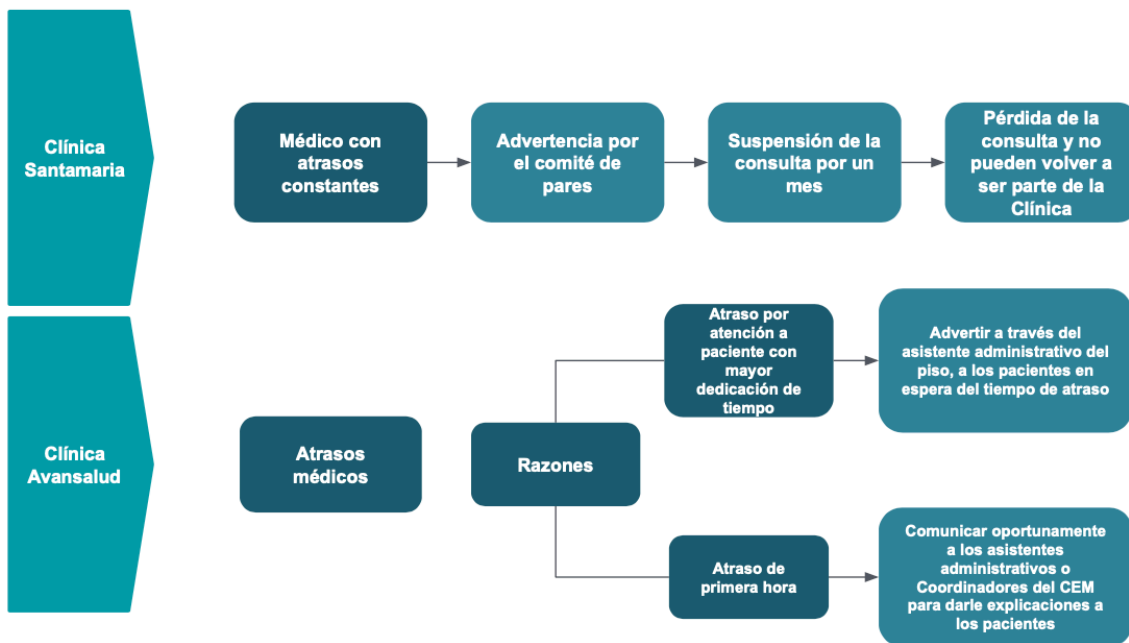 Clínica
Santamaria
Médico con
atrasos
constantes
Advertencia por
el comité de
pares
Suspensión de la
consulta por un
mes
Pérdida de la
consulta y no
pueden volver a
ser parte de la
Clínica
Clínica
Avansalud
Atrasos
médicos
Razones
Atraso por
atención a
paciente con
mayor
dedicación de
tiempo
Advertir a través del
asistente administrativo del
piso, a los pacientes en
espera del tiempo de atraso
Atraso de
primera hora
Comunicar oportunamente
a los asistentes
administrativos o
Coordinadores del CEM
para darle explicaciones a
los pacientes